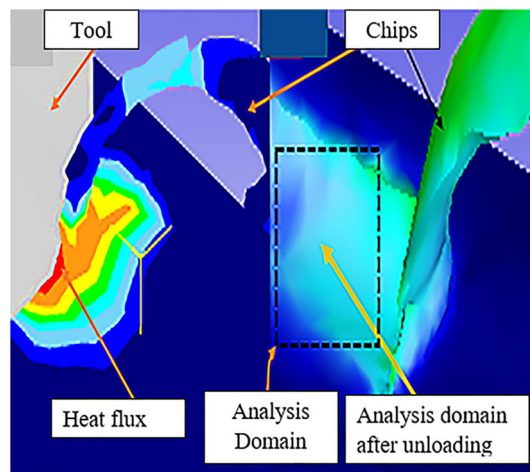 Tool
Chips
Heat flux
Analysis
Domain
Analysis domain
after unloading